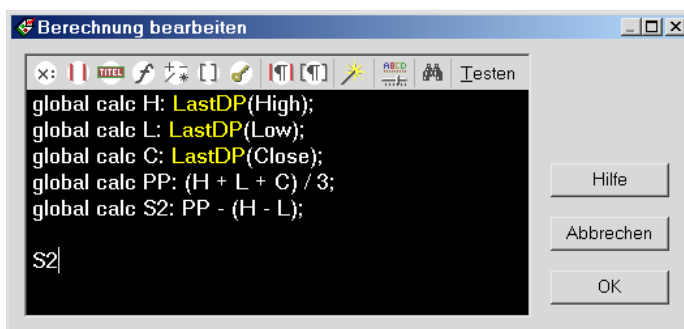 Berechnung bearbeiten
x: TITEL f +/-* [] |¶| [¶] ABCD Testen
global calc H: LastDP(High);
global calc L: LastDP(Low);
global calc C: LastDP(Close);
global calc PP: (H + L + C) / 3;
global calc S2: PP - (H - L);
S2
Hilfe
Abbrechen
OK